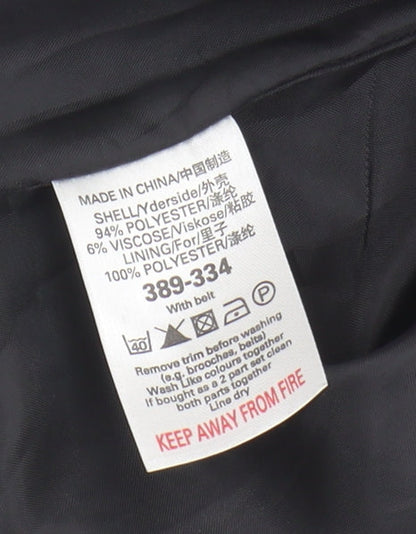 MADE IN CHINA/中国制造
SHELL/Yderside/外壳
94% POLYESTER/涤纶
6% VISCOSE/Viskose/粘胶
LINING/For/里子
100% POLYESTER/涤纶
389-334
With belt
40 P
Remove trim before washing
(e.g. brooches, belts)
Wash Like colours together
If bought as a 2 part set clean
both parts together
Line dry
KEEP AWAY FROM FIRE